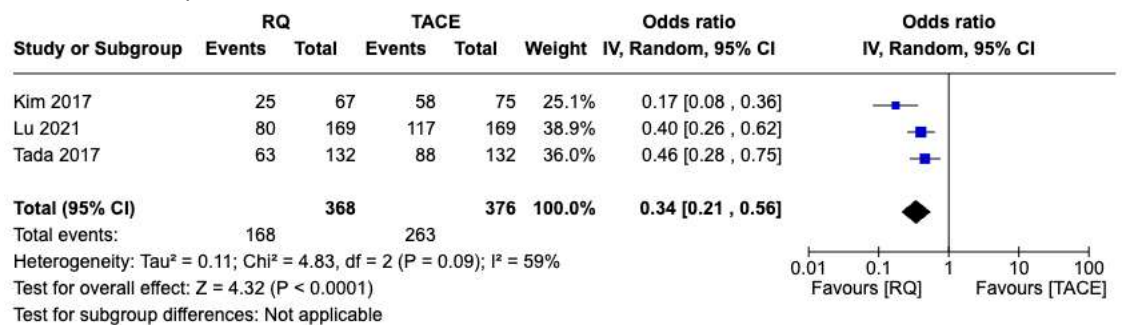 RQ TACE Odds ratio Odds ratio
Study or Subgroup Events Total Events Total Weight IV, Random, 95% CI IV, Random, 95% CI
Kim 2017 25 67 58 75 25.1% 0.17 [0.08 , 0.36]
Lu 2021 80 169 117 169 38.9% 0.40 [0.26 , 0.62]
Tada 2017 63 132 88 132 36.0% 0.46 [0.28 , 0.75]
Total (95% CI) 368 376 100.0% 0.34 [0.21 , 0.56]
Total events: 168 263
Heterogeneity: Tau² = 0.11; Chi² = 4.83, df = 2 (P = 0.09); I² = 59%
0.01 0.1 1 10 100
Test for overall effect: Z = 4.32 (P < 0.0001)
Favours [RQ] Favours [TACE]
Test for subgroup differences: Not applicable